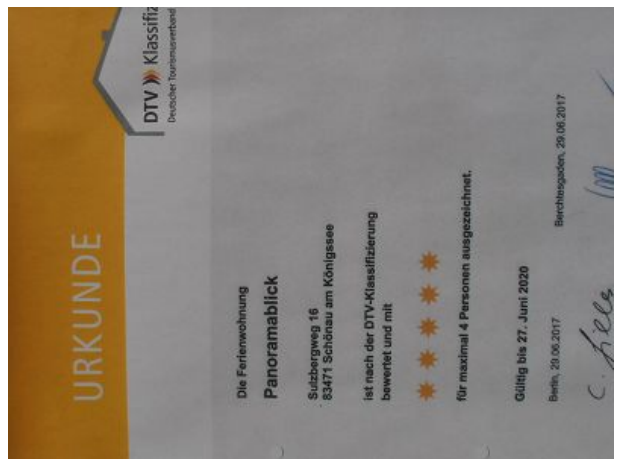 URKUNDE
DTV Klassifiz
Deutscher Tourismusverband
Die Ferienwohnung
Panoramablick
Sulzbergweg 16
83471 Schönau am Königssee
ist nach der DTV-Klassifizierung
bewertet und mit
für maximal 4 Personen ausgezeichnet.
Gültig bis 27. Juni 2020
Berlin, 29.06.2017
Berchtesgaden, 29.06.2017